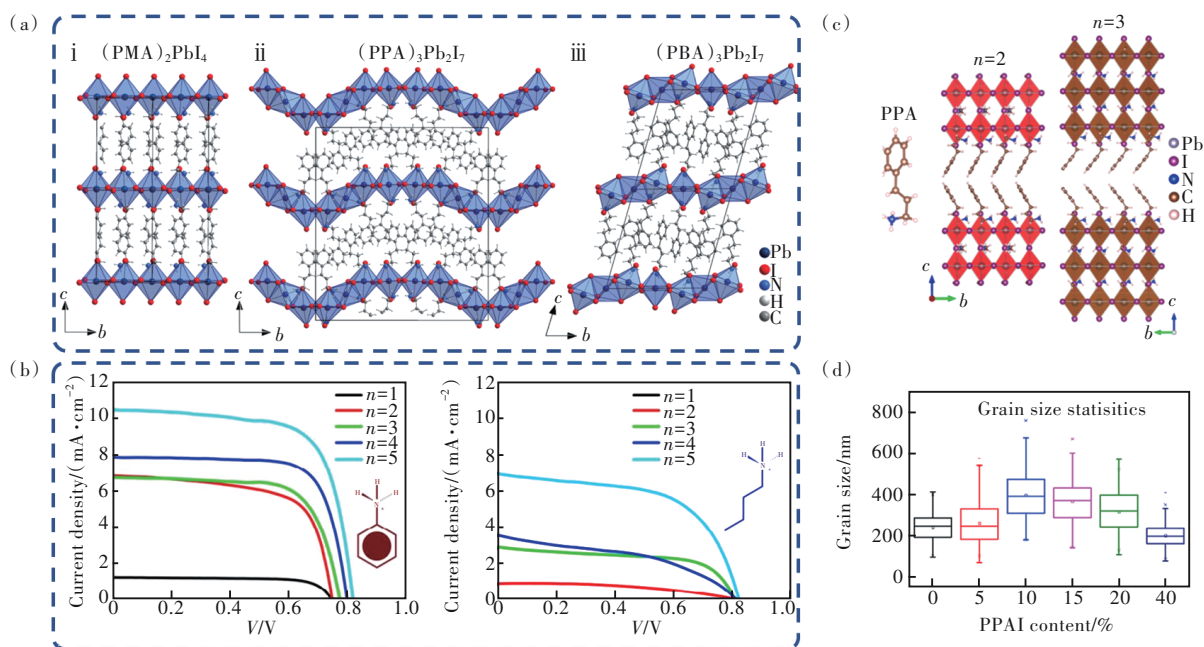 (a)
i
(PMA)₂PbI₄
ii
(PPA)₃Pb₂I₇
iii
(PBA)₃Pb₂I₇
c
b
c
b
c
b
Pb
I
N
H
C
(b)
Current density/(mA·cm⁻²)
12
10
8
6
4
2
0
0
0.2
0.4
0.6
0.8
1.0
V/V
n=1
n=2
n=3
n=4
n=5
H
H
H
N
+
Current density/(mA·cm⁻²)
12
10
8
6
4
2
0
0
0.2
0.4
0.6
0.8
1.0
V/V
n=1
n=2
n=3
n=4
n=5
H
H
H
N
+
(c)
PPA
n=2
n=3
Pb
I
N
C
H
c
b
c
b
(d)
Grain size statisitics
Grain size/nm
800
600
400
200
0
0
5
10
15
20
40
PPAI content/%